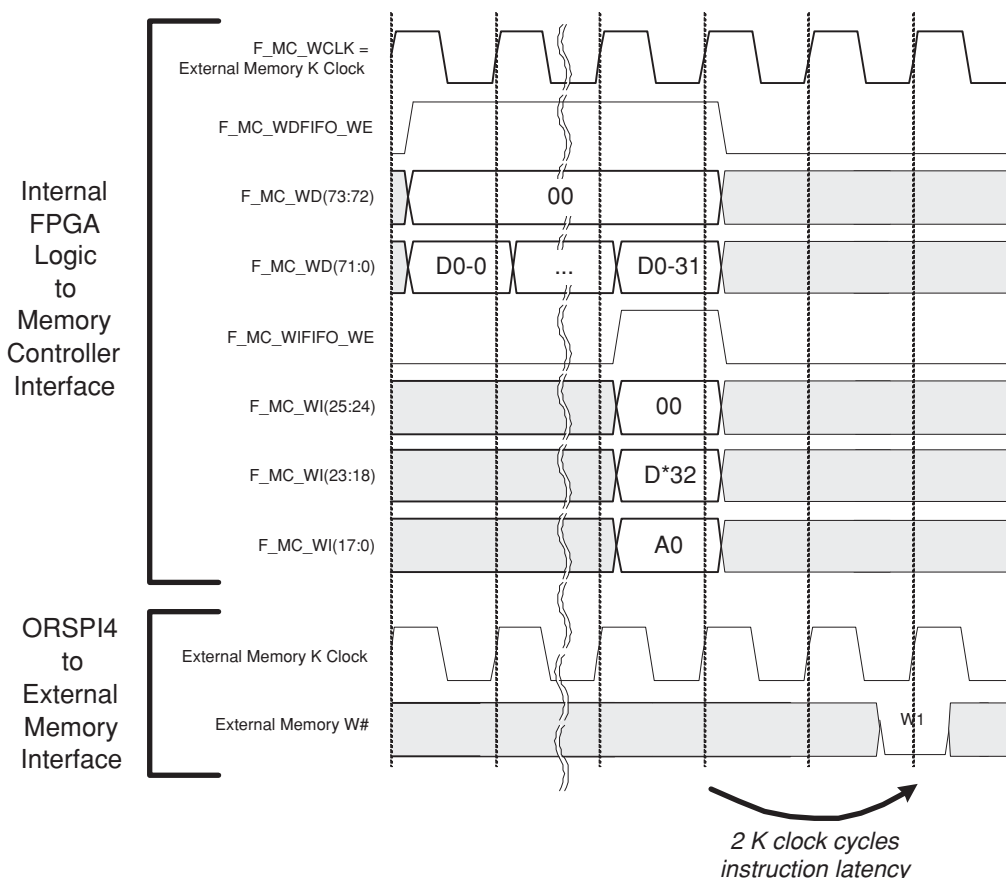 F_MC_WCLK =
External Memory K Clock
F_MC_WDFIFO_WE
F_MC_WD(73:72)
00
F_MC_WD(71:0)
D0-0
...
D0-31
F_MC_WIFIFO_WE
F_MC_WI(25:24)
00
F_MC_WI(23:18)
D*32
F_MC_WI(17:0)
A0
Internal
FPGA
Logic
to
Memory
Controller
Interface
ORSPI4
to
External
Memory
Interface
External Memory K Clock
External Memory W#
W1
2 K clock cycles
instruction latency